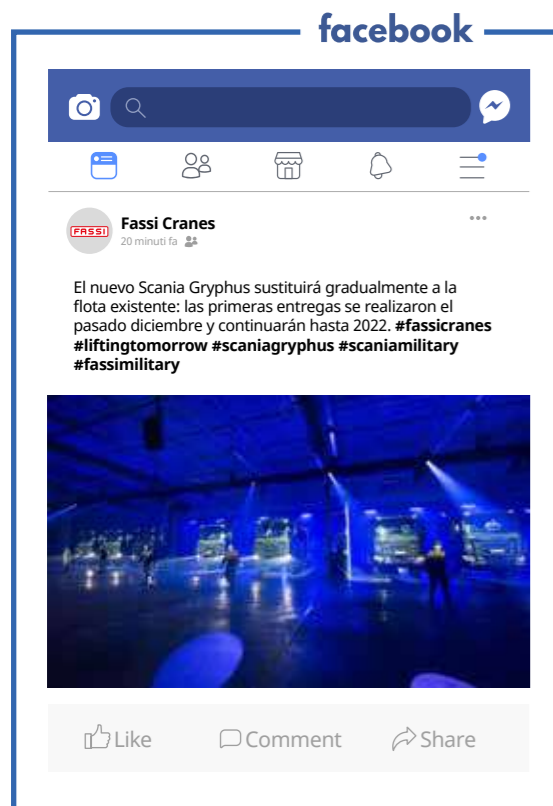 facebook
FASSI
Fassi Cranes
20 minuti fa
El nuevo Scania Gryphus sustituirá gradualmente a la
flota existente: las primeras entregas se realizaron el
pasado diciembre y continuarán hasta 2022. #fassicranes
#liftingtomorrow #scaniagryphus #scaniamilitary
#fassimilitary
Like
Comment
Share